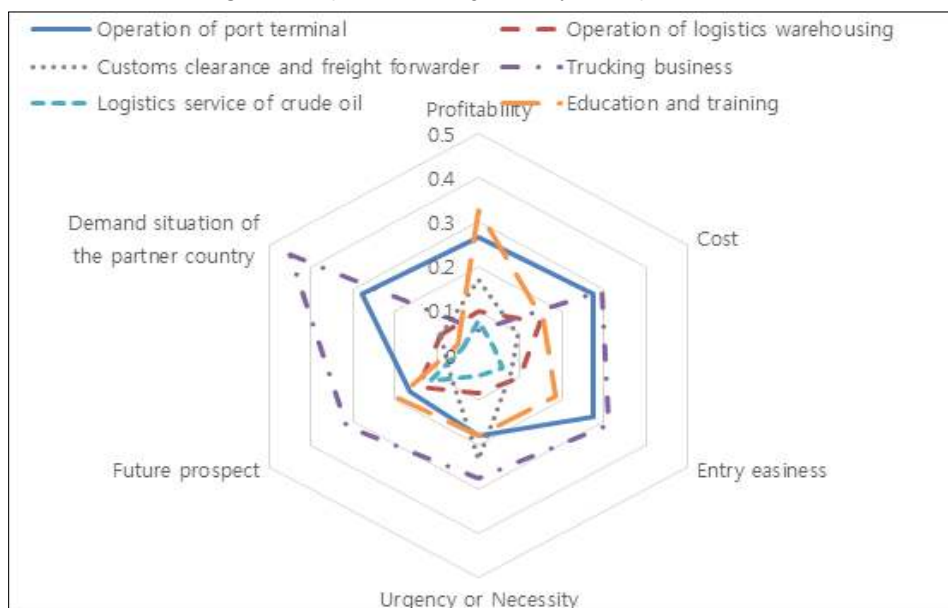 Operation of port terminal
Operation of logistics warehousing
Customs clearance and freight forwarder
Trucking business
Logistics service of crude oil
Education and training
Profitability
0.5
0.4
0.3
0.2
0.1
0
Cost
Demand situation of
the partner country
Future prospect
Entry easiness
Urgency or Necessity